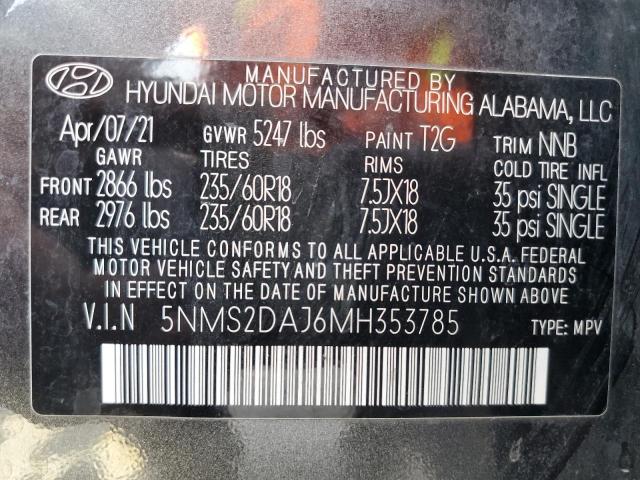 MANUFACTURED BY
HYUNDAI MOTOR MANUFACTURING ALABAMA, LLC
Apr/07/21 GVWR 5247 lbs PAINT T2G TRIM NNB
GAWR TIRES RIMS COLD TIRE INFL
FRONT 2866 lbs 235/60R18 7.5JX18 35 psi SINGLE
REAR 2976 lbs 235/60R18 7.5JX18 35 psi SINGLE
THIS VEHICLE CONFORMS TO ALL APPLICABLE U.S.A. FEDERAL
MOTOR VEHICLE SAFETY AND THEFT PREVENTION STANDARDS
IN EFFECT ON THE DATE OF MANUFACTURE SHOWN ABOVE
V.I.N 5NMS2DAJ6MH353785 TYPE: MPV